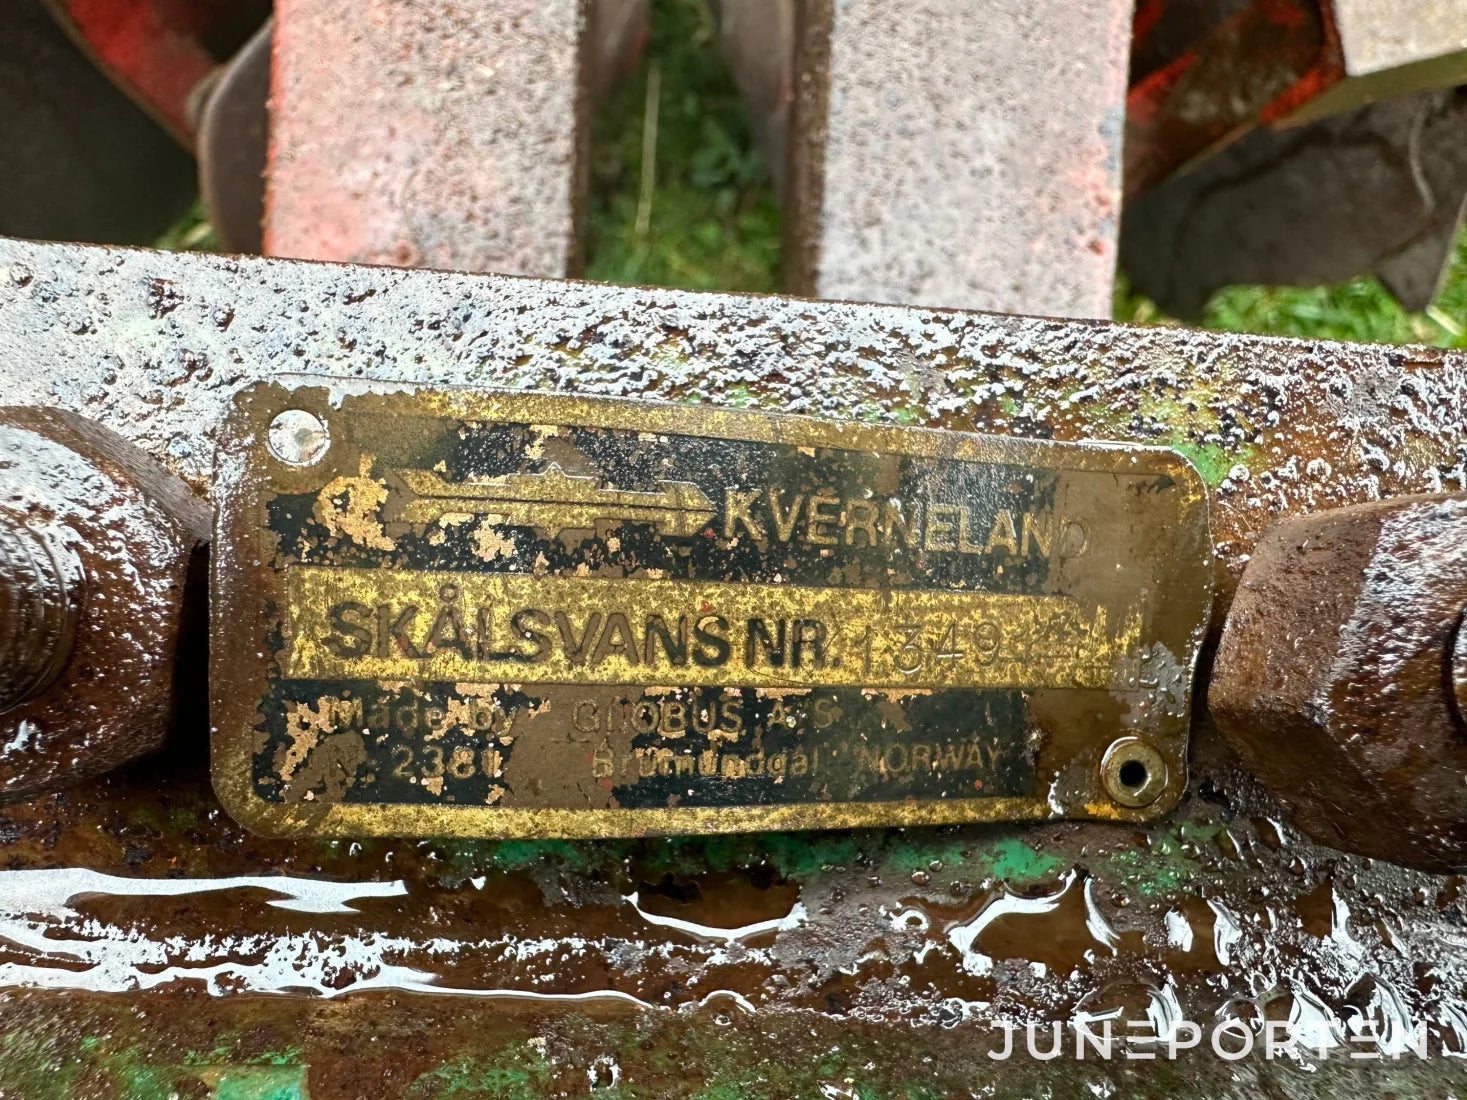 KVERNELAND
SKÅLSVANS NR. 1349
Made by GLOBUS A/S
2381 Brumunddal NORWAY
JUNEPORTEN